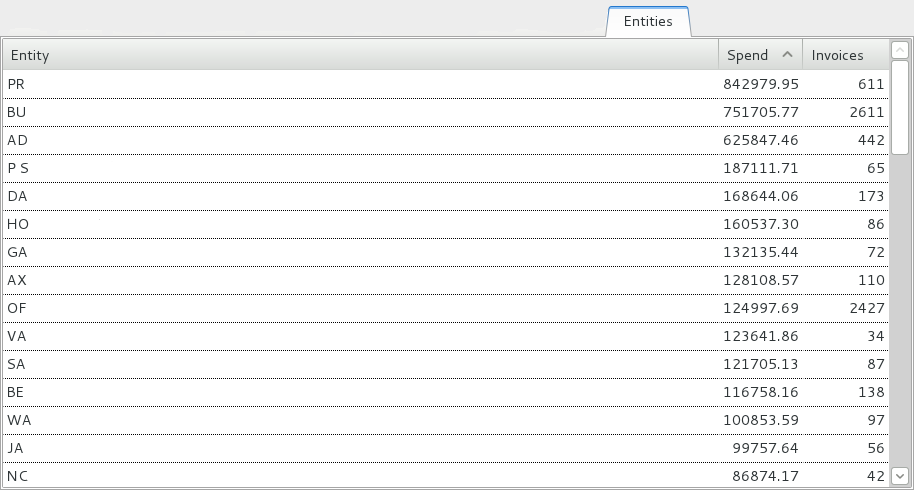 Entities
Entity Spend Invoices
PR 842979.95 611
BU 751705.77 2611
AD 625847.46 442
P S 187111.71 65
DA 168644.06 173
HO 160537.30 86
GA 132135.44 72
AX 128108.57 110
OF 124997.69 2427
VA 123641.86 34
SA 121705.13 87
BE 116758.16 138
WA 100853.59 97
JA 99757.64 56
NC 86874.17 42